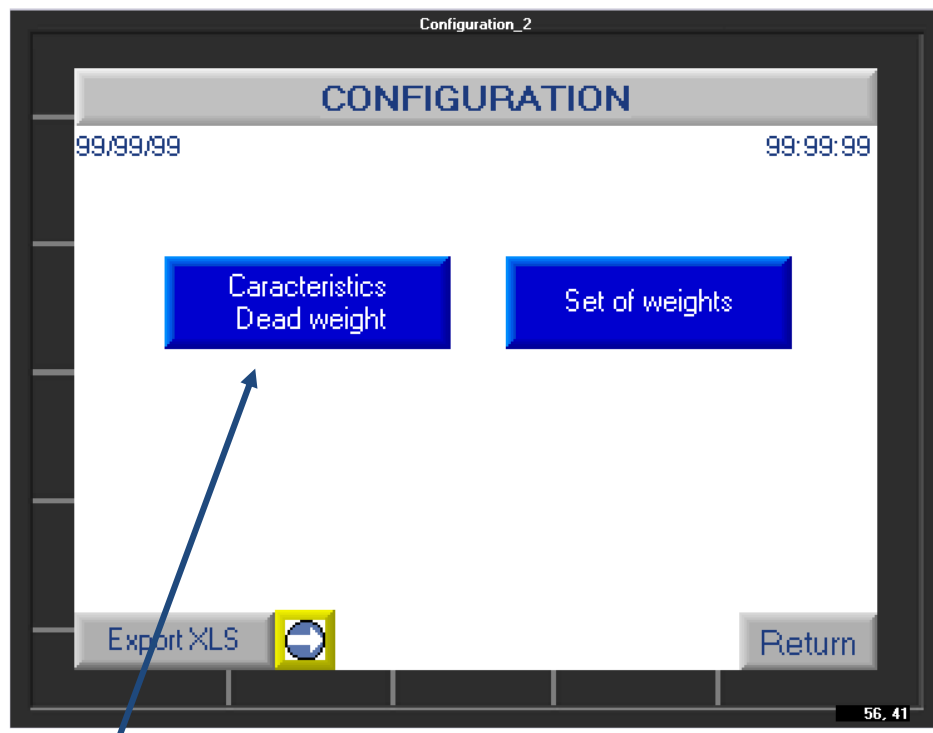 Configuration_2
CONFIGURATION
99/99/99 99:99:99
Caracteristics
Dead weight
Set of weights
Export XLS
Return
56, 41